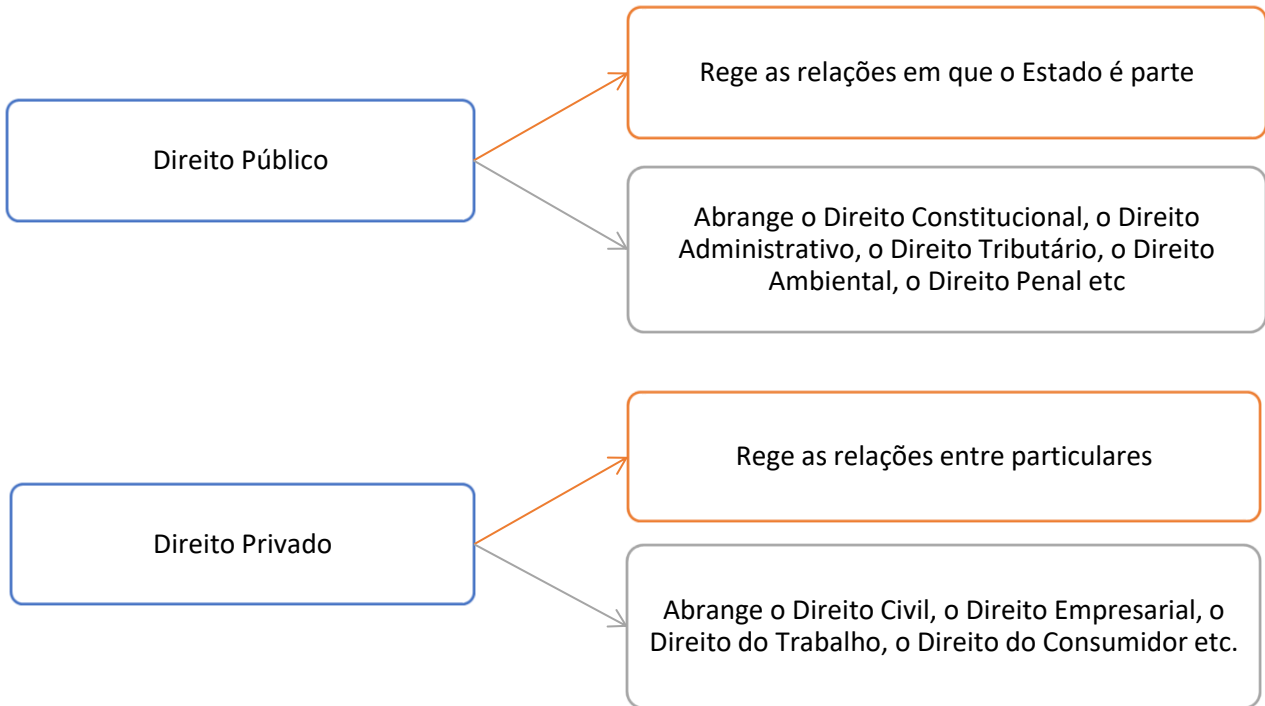 Direito Público
Rege as relações em que o Estado é parte
Abrange o Direito Constitucional, o Direito
Administrativo, o Direito Tributário, o Direito
Ambiental, o Direito Penal etc
Direito Privado
Rege as relações entre particulares
Abrange o Direito Civil, o Direito Empresarial, o
Direito do Trabalho, o Direito do Consumidor etc.